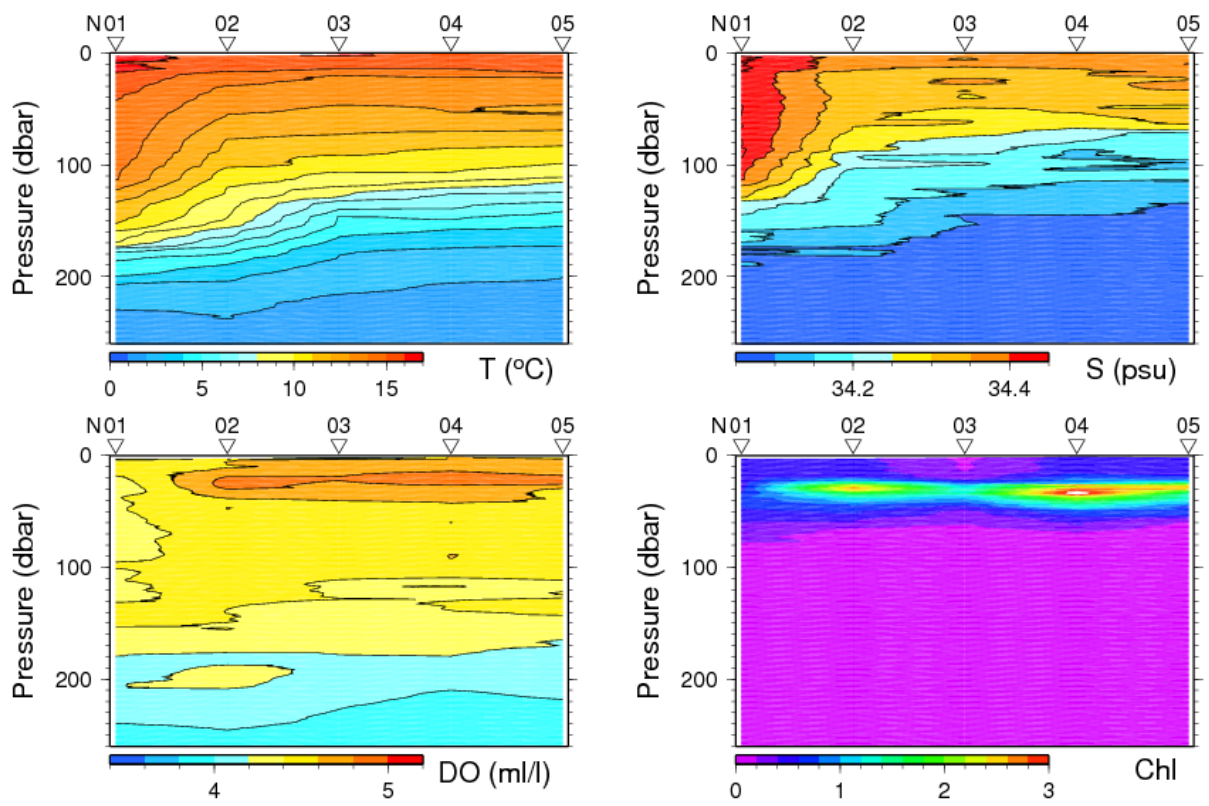 N01 02 03 04 05
0
100
200
Pressure (dbar)
0 5 10 15
T (°C)
N01 02 03 04 05
0
100
200
Pressure (dbar)
34.2 34.4
S (psu)
N01 02 03 04 05
0
100
200
Pressure (dbar)
4 5
DO (ml/l)
N01 02 03 04 05
0
100
200
Pressure (dbar)
0 1 2 3
Chl